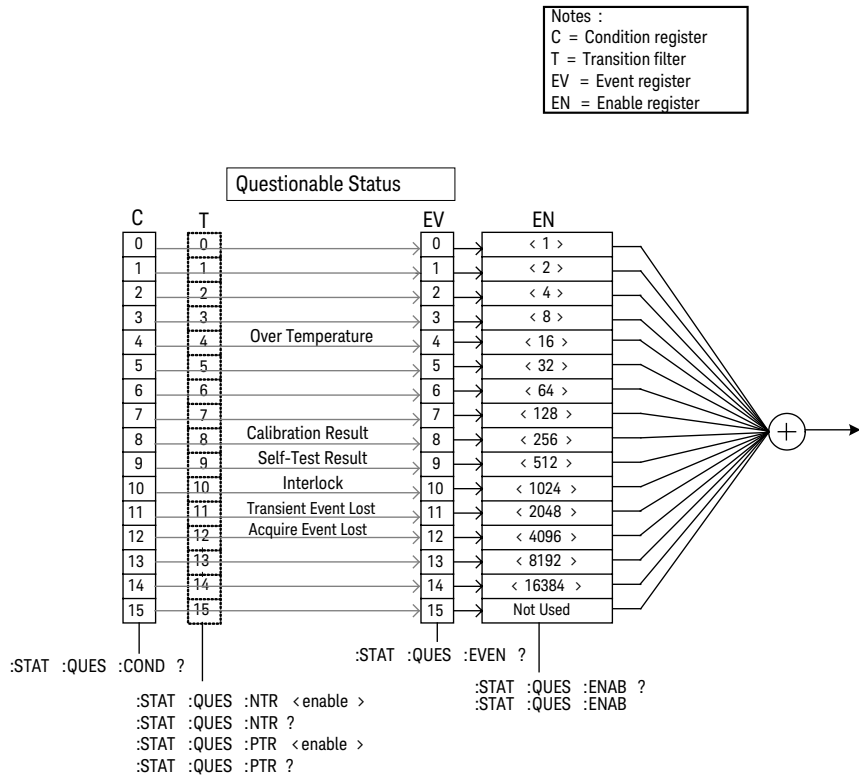 Notes :
C = Condition register
T = Transition filter
EV = Event register
EN = Enable register
Questionable Status
C T EV EN
0 0 0 < 1 >
1 1 1 < 2 >
2 2 2 < 4 >
3 3 3 < 8 >
4 4 Over Temperature 4 < 16 >
5 5 5 < 32 >
6 6 6 < 64 >
7 7 7 < 128 >
8 8 Calibration Result 8 < 256 >
9 9 Self-Test Result 9 < 512 >
10 10 Interlock 10 < 1024 >
11 11 Transient Event Lost 11 < 2048 >
12 12 Acquire Event Lost 12 < 4096 >
13 13 13 < 8192 >
14 14 14 < 16384 >
15 15 15 Not Used
:STAT :QUES :COND ?
:STAT :QUES :EVEN ?
:STAT :QUES :ENAB ?
:STAT :QUES :ENAB
:STAT :QUES :NTR < enable >
:STAT :QUES :NTR ?
:STAT :QUES :PTR < enable >
:STAT :QUES :PTR ?